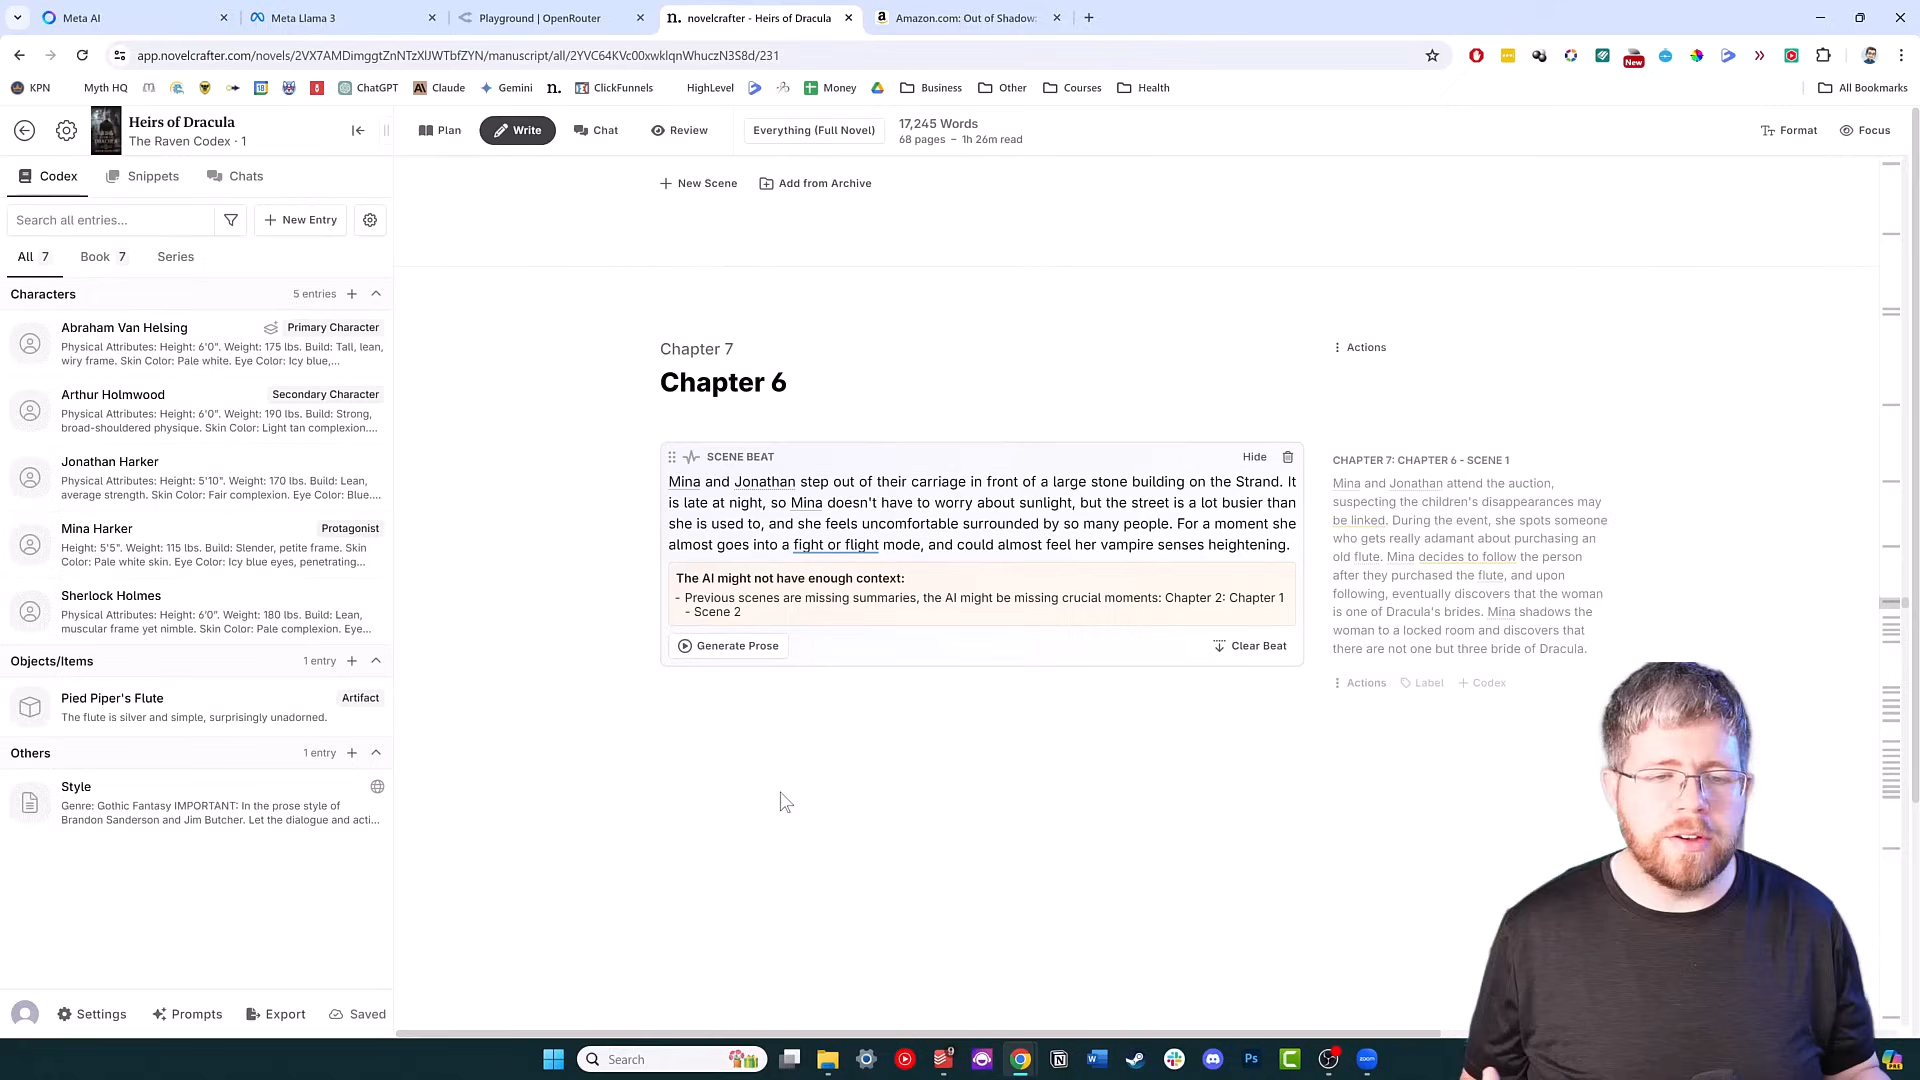 Meta AI
Meta Llama 3
Playground | OpenRouter
novelcrafter - Heirs of Dracula
Amazon.com: Out of Shadow:
app.novelcrafter.com/novels/2VX7AMDimggtZnNTzXlJWTbfZYN/manuscript/all/2YVC64KVc00xwklqnWhuczN3S8d/231
New
KPN
Myth HQ
ChatGPT
Claude
Gemini
n.
ClickFunnels
HighLevel
Money
Business
Other
Courses
Health
All Bookmarks
Heirs of Dracula
The Raven Codex · 1
Plan
Write
Chat
Review
Everything (Full Novel)
17,245 Words
68 pages – 1h 26m read
Format
Focus
Codex
Snippets
Chats
Search all entries...
New Entry
All 7
Book 7
Series
Characters
5 entries
Abraham Van Helsing
Primary Character
Physical Attributes: Height: 6'0". Weight: 175 lbs. Build: Tall, lean,
wiry frame. Skin Color: Pale white. Eye Color: Icy blue,...
Arthur Holmwood
Secondary Character
Physical Attributes: Height: 6'0". Weight: 190 lbs. Build: Strong,
broad-shouldered physique. Skin Color: Light tan complexion....
Jonathan Harker
Physical Attributes: Height: 5'10". Weight: 170 lbs. Build: Lean,
average strength. Skin Color: Fair complexion. Eye Color: Blue....
Mina Harker
Protagonist
Height: 5'5". Weight: 115 lbs. Build: Slender, petite frame. Skin
Color: Pale white skin. Eye Color: Icy blue eyes, penetrating...
Sherlock Holmes
Physical Attributes: Height: 6'0". Weight: 180 lbs. Build: Lean,
muscular frame yet nimble. Skin Color: Pale complexion. Eye...
Objects/Items
1 entry
Pied Piper's Flute
Artifact
The flute is silver and simple, surprisingly unadorned.
Others
1 entry
Style
Genre: Gothic Fantasy IMPORTANT: In the prose style of
Brandon Sanderson and Jim Butcher. Let the dialogue and acti...
Settings
Prompts
Export
Saved
New Scene
Add from Archive
Chapter 7
Chapter 6
Actions
SCENE BEAT
Hide
Mina and Jonathan step out of their carriage in front of a large stone building on the Strand. It
is late at night, so Mina doesn't have to worry about sunlight, but the street is a lot busier than
she is used to, and she feels uncomfortable surrounded by so many people. For a moment she
almost goes into a fight or flight mode, and could almost feel her vampire senses heightening.
The AI might not have enough context:
- Previous scenes are missing summaries, the AI might be missing crucial moments: Chapter 2: Chapter 1
- Scene 2
Generate Prose
Clear Beat
CHAPTER 7: CHAPTER 6 - SCENE 1
Mina and Jonathan attend the auction,
suspecting the children's disappearances may
be linked. During the event, she spots someone
who gets really adamant about purchasing an
old flute. Mina decides to follow the person
after they purchased the flute, and upon
following, eventually discovers that the woman
is one of Dracula's brides. Mina shadows the
woman to a locked room and discovers that
there are not one but three bride of Dracula.
Actions
Label
Codex
Search